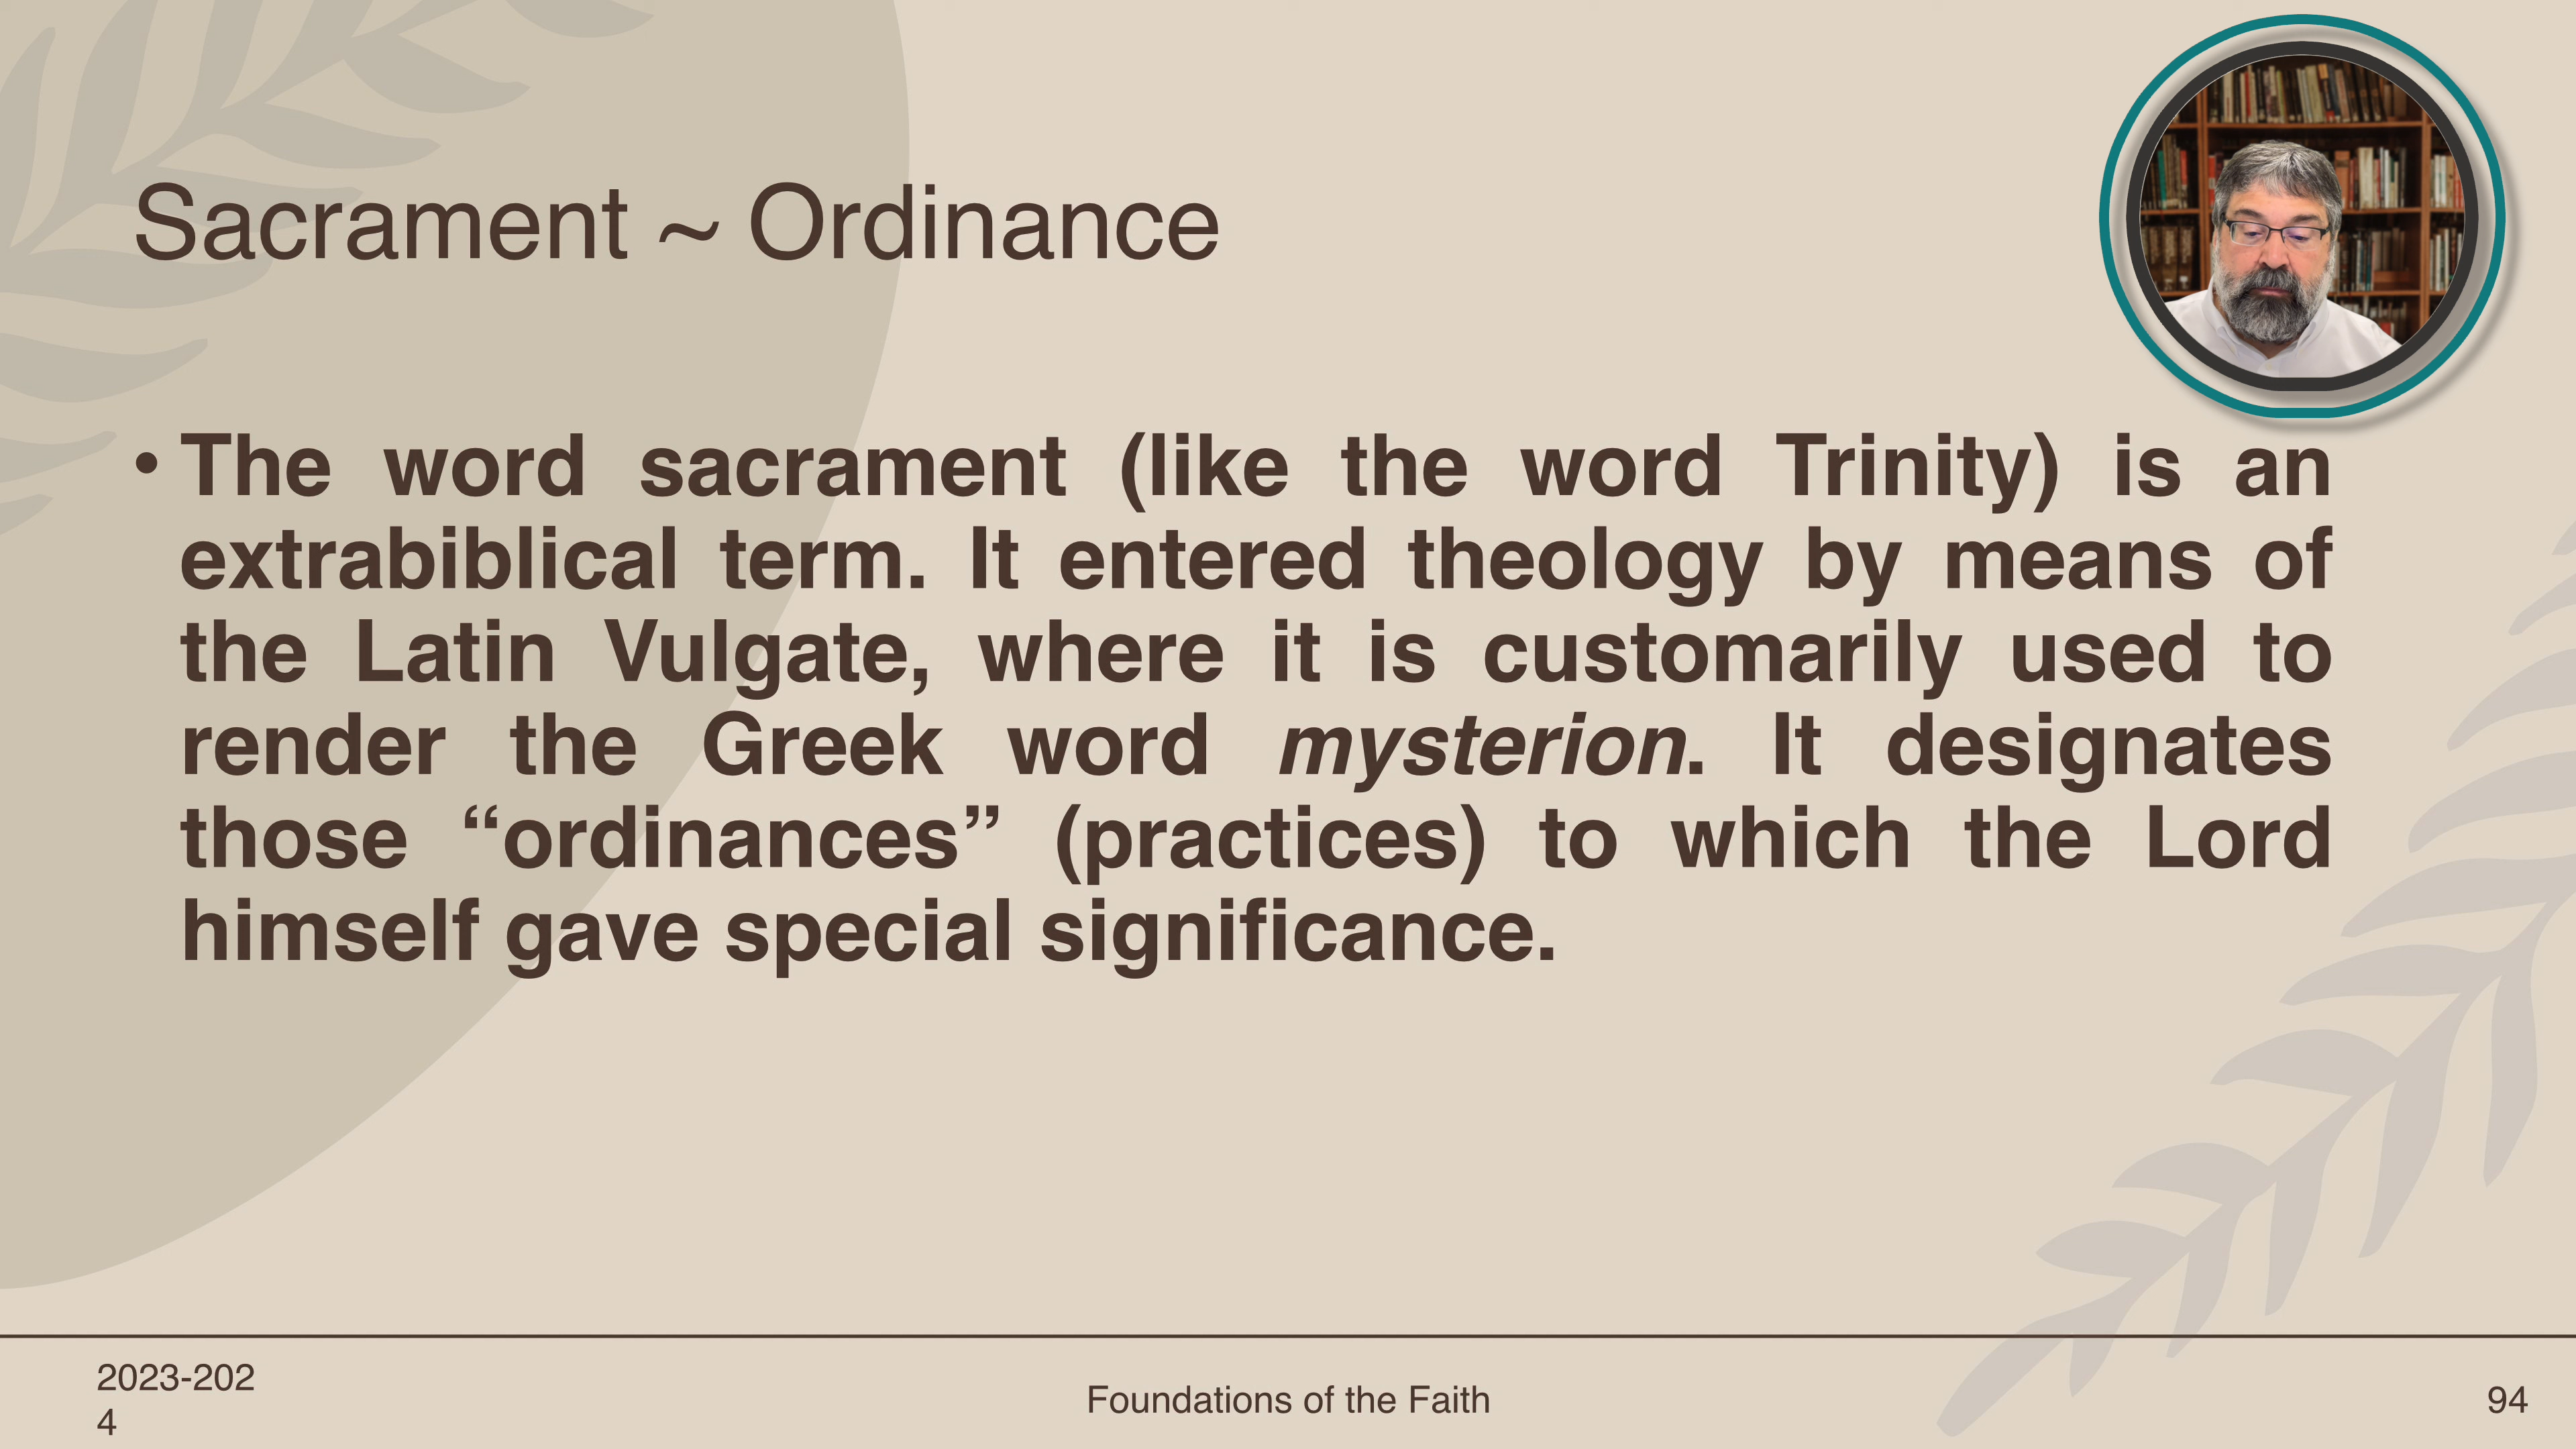 Sacrament ~ Ordinance
• The word sacrament (like the word Trinity) is an
extrabiblical term. It entered theology by means of
the Latin Vulgate, where it is customarily used to
render the Greek word mysterion. It designates
those “ordinances” (practices) to which the Lord
himself gave special significance.
2023-202
4
Foundations of the Faith
94